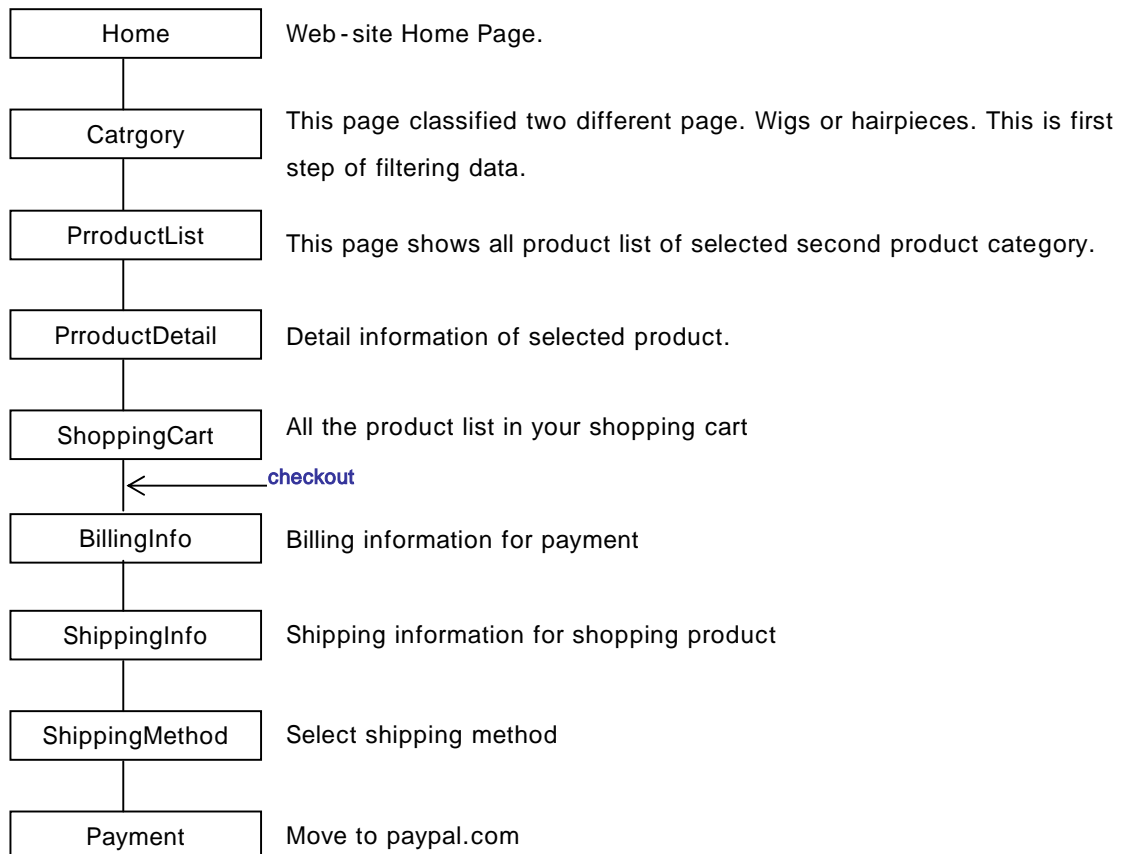 Home
Web-site Home Page.
Catrgory
This page classified two different page. Wigs or hairpieces. This is first
step of filtering data.
PrroductList
This page shows all product list of selected second product category.
PrroductDetail
Detail information of selected product.
ShoppingCart
All the product list in your shopping cart
checkout
BillingInfo
Billing information for payment
ShippingInfo
Shipping information for shopping product
ShippingMethod
Select shipping method
Payment
Move to paypal.com